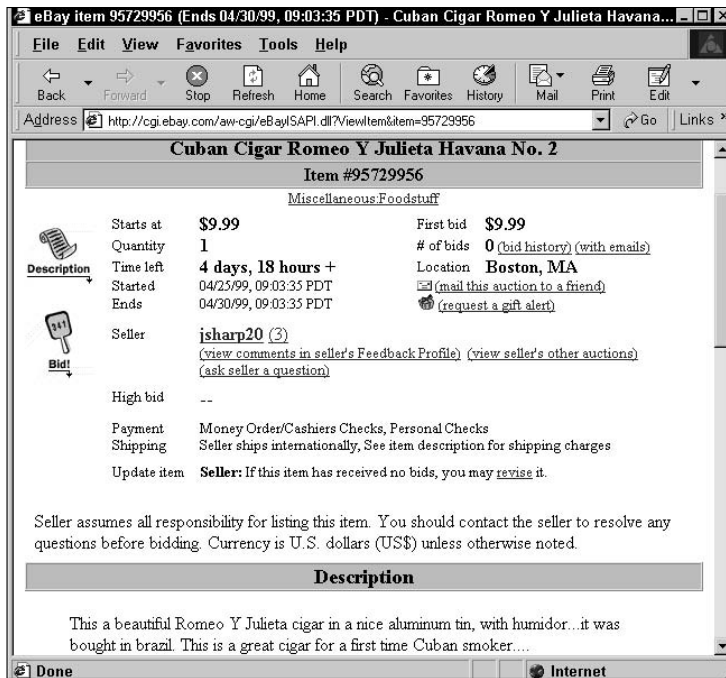 eBay item 95729956 (Ends 04/30/99, 09:03:35 PDT) - Cuban Cigar Romeo Y Julieta Havana...
File Edit View Favorites Tools Help
Back Forward Stop Refresh Home Search Favorites History Mail Print Edit
Address http://cgi.ebay.com/aw-cgi/eBayISAPI.dll?ViewItem&item=95729956 Go Links »
Cuban Cigar Romeo Y Julieta Havana No. 2
Item #95729956
Miscellaneous:Foodstuff
Description
Starts at $9.99 First bid $9.99
Quantity 1 # of bids 0 (bid history) (with emails)
Time left 4 days, 18 hours + Location Boston, MA
Started 04/25/99, 09:03:35 PDT (mail this auction to a friend)
Ends 04/30/99, 09:03:35 PDT (request a gift alert)
341
Bid!
Seller jsharp20 (3)
(view comments in seller's Feedback Profile) (view seller's other auctions)
(ask seller a question)
High bid --
Payment Money Order/Cashiers Checks, Personal Checks
Shipping Seller ships internationally, See item description for shipping charges
Update item Seller: If this item has received no bids, you may revise it.
Seller assumes all responsibility for listing this item. You should contact the seller to resolve any
questions before bidding. Currency is U.S. dollars (US$) unless otherwise noted.
Description
This a beautiful Romeo Y Julieta cigar in a nice aluminum tin, with humidor...it was
bought in brazil. This is a great cigar for a first time Cuban smoker....
Done Internet